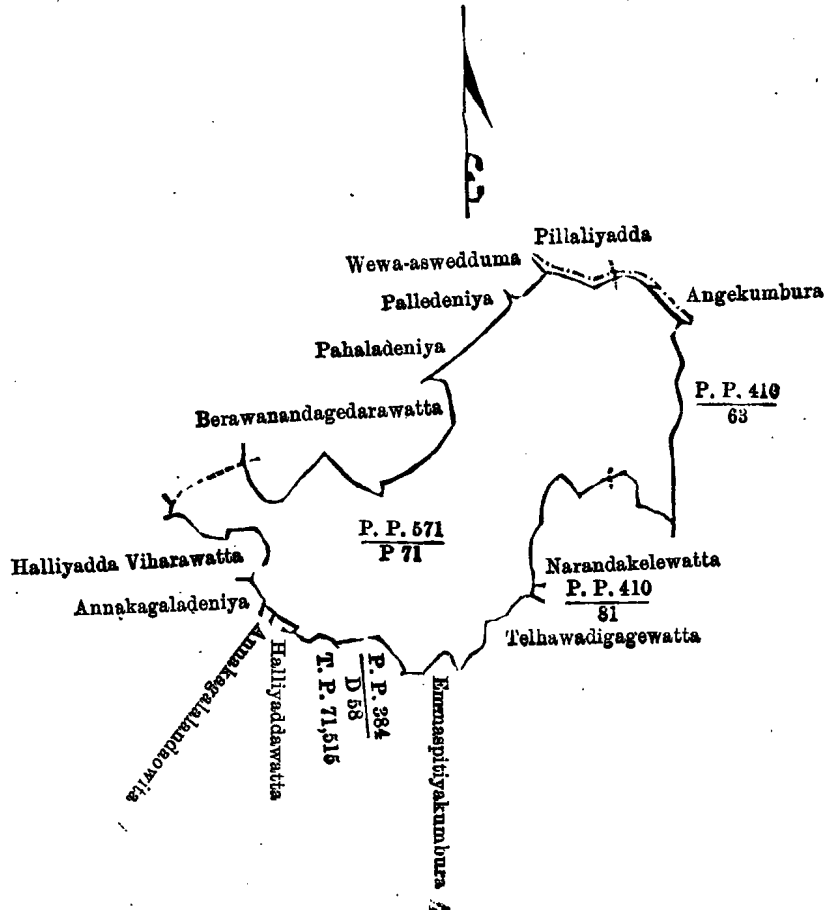 Pillaliyadda
Wewa-aswedduma
Palledeniya
Angekumbura
Pahaladeniya
P. P. 410
63
Berawanandagedarawatta
P. P. 571
P 71
Halliyadda Viharawatta
Narandakelewatta
P. P. 410
81
Annakagaladeniya
Telhawadigagewatta
Annakagalalandaowita
Halliyaddawatta
T. P. 71,515
P. P. 384
D 58
Emmaspitiyakumbura